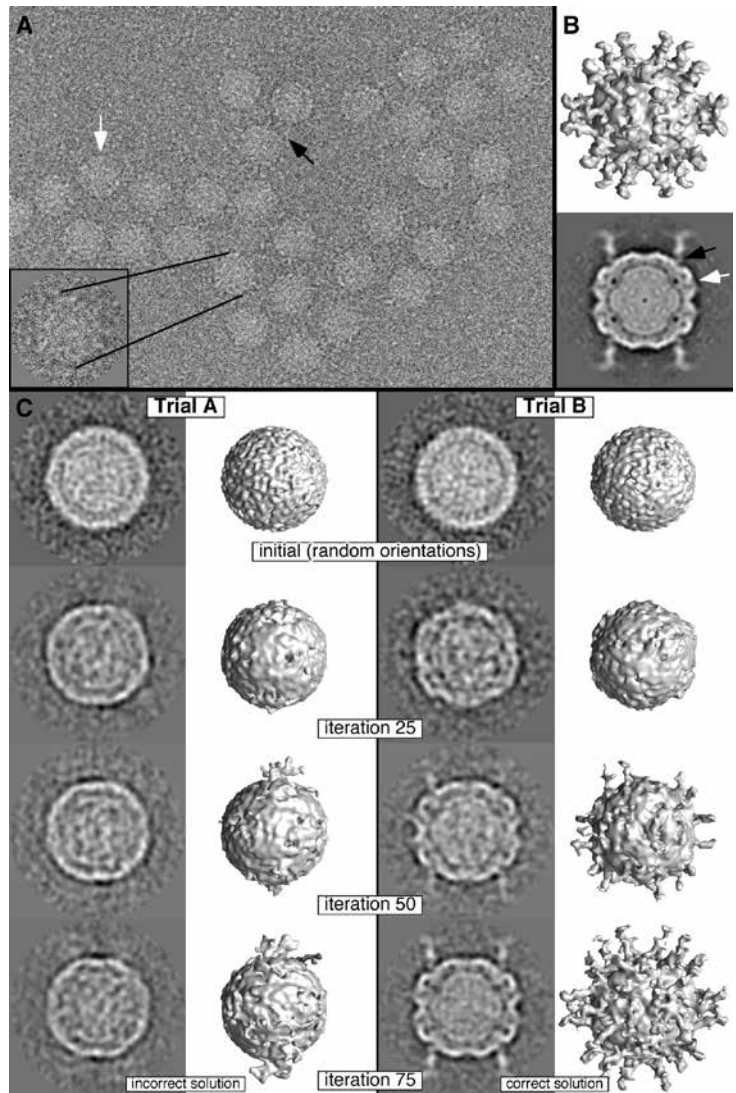 A
B
C
Trial A
Trial B
initial (random orientations)
iteration 25
iteration 50
incorrect solution
iteration 75
correct solution